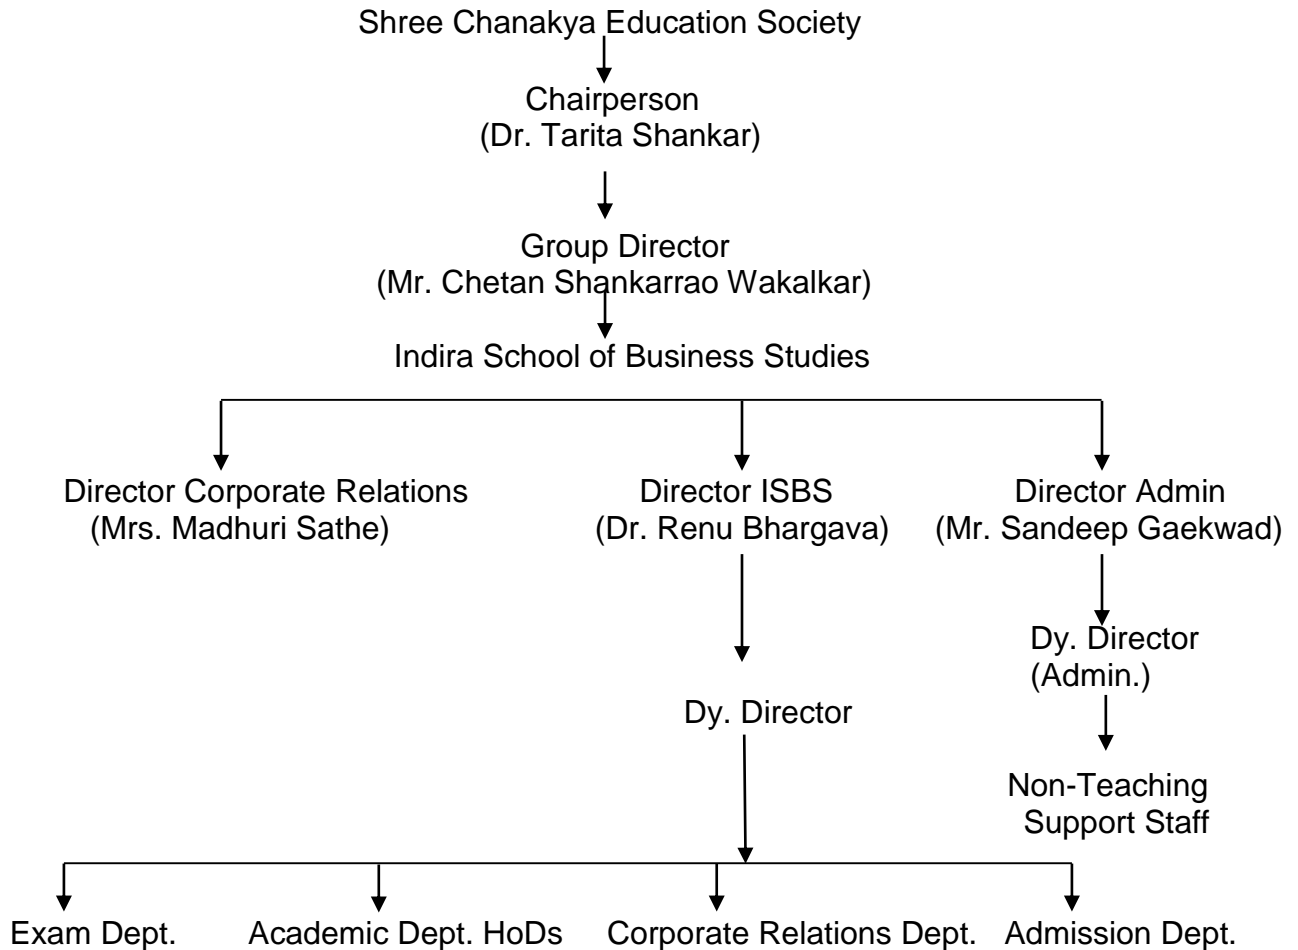 Shree Chanakya Education Society
Chairperson
(Dr. Tarita Shankar)
Group Director
(Mr. Chetan Shankarrao Wakalkar)
Indira School of Business Studies
Director Corporate Relations
(Mrs. Madhuri Sathe)
Director ISBS
(Dr. Renu Bhargava)
Director Admin
(Mr. Sandeep Gaekwad)
Dy. Director
(Admin.)
Dy. Director
Non-Teaching
Support Staff
Exam Dept.
Academic Dept. HoDs
Corporate Relations Dept.
Admission Dept.